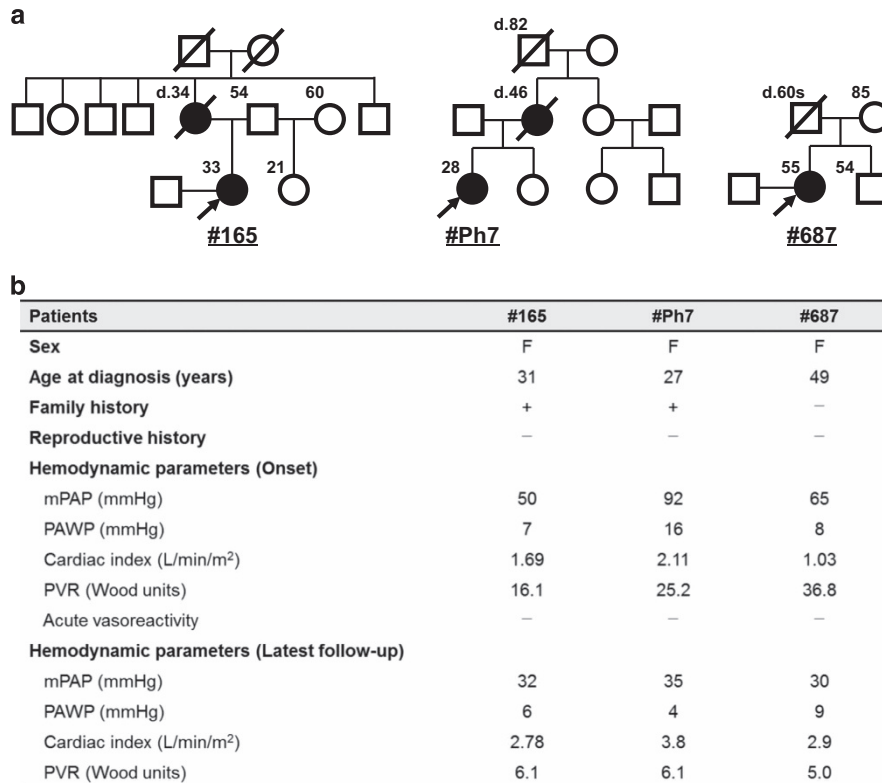 a
d.82
d.34 54 60
d.46
d.60s 85
33 21
28
55 54
#165 #Ph7 #687
b
Patients #165 #Ph7 #687
Sex F F F
Age at diagnosis (years) 31 27 49
Family history + + −
Reproductive history − − −
Hemodynamic parameters (Onset)
mPAP (mmHg) 50 92 65
PAWP (mmHg) 7 16 8
Cardiac index (L/min/m²) 1.69 2.11 1.03
PVR (Wood units) 16.1 25.2 36.8
Acute vasoreactivity − − −
Hemodynamic parameters (Latest follow-up)
mPAP (mmHg) 32 35 30
PAWP (mmHg) 6 4 9
Cardiac index (L/min/m²) 2.78 3.8 2.9
PVR (Wood units) 6.1 6.1 5.0